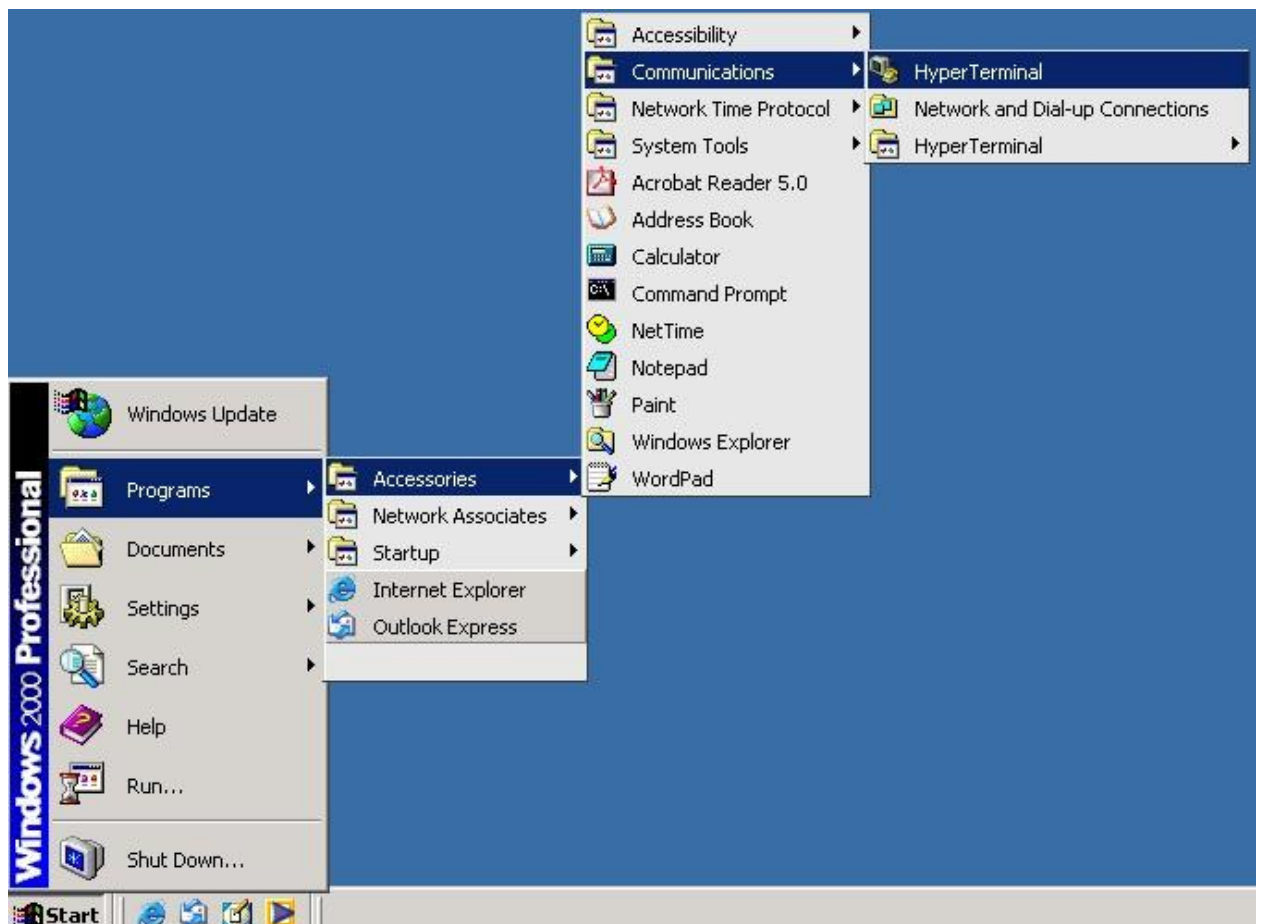 Accessibility
Communications
Network Time Protocol
System Tools
Acrobat Reader 5.0
Address Book
Calculator
Command Prompt
NetTime
Notepad
Paint
Windows Explorer
WordPad
HyperTerminal
Network and Dial-up Connections
HyperTerminal
Windows Update
Programs
Documents
Settings
Search
Help
Run...
Shut Down...
Accessories
Network Associates
Startup
Internet Explorer
Outlook Express
Windows 2000 Professional
Start